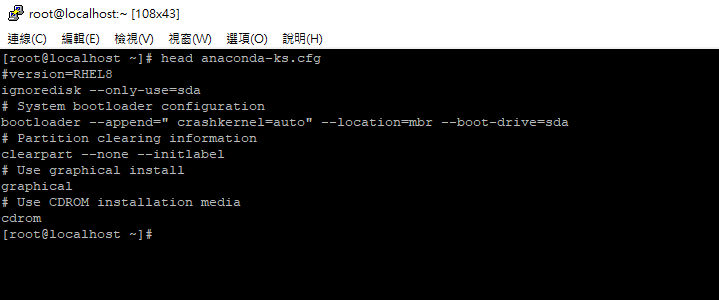 root@localhost:~ [108x43]
連線(C) 編輯(E) 檢視(V) 視窗(W) 選項(O) 說明(H)
[root@localhost ~]# head anaconda-ks.cfg
#version=RHEL8
ignoredisk --only-use=sda
# System bootloader configuration
bootloader --append=" crashkernel=auto" --location=mbr --boot-drive=sda
# Partition clearing information
clearpart --none --initlabel
# Use graphical install
graphical
# Use CDROM installation media
cdrom
[root@localhost ~]#